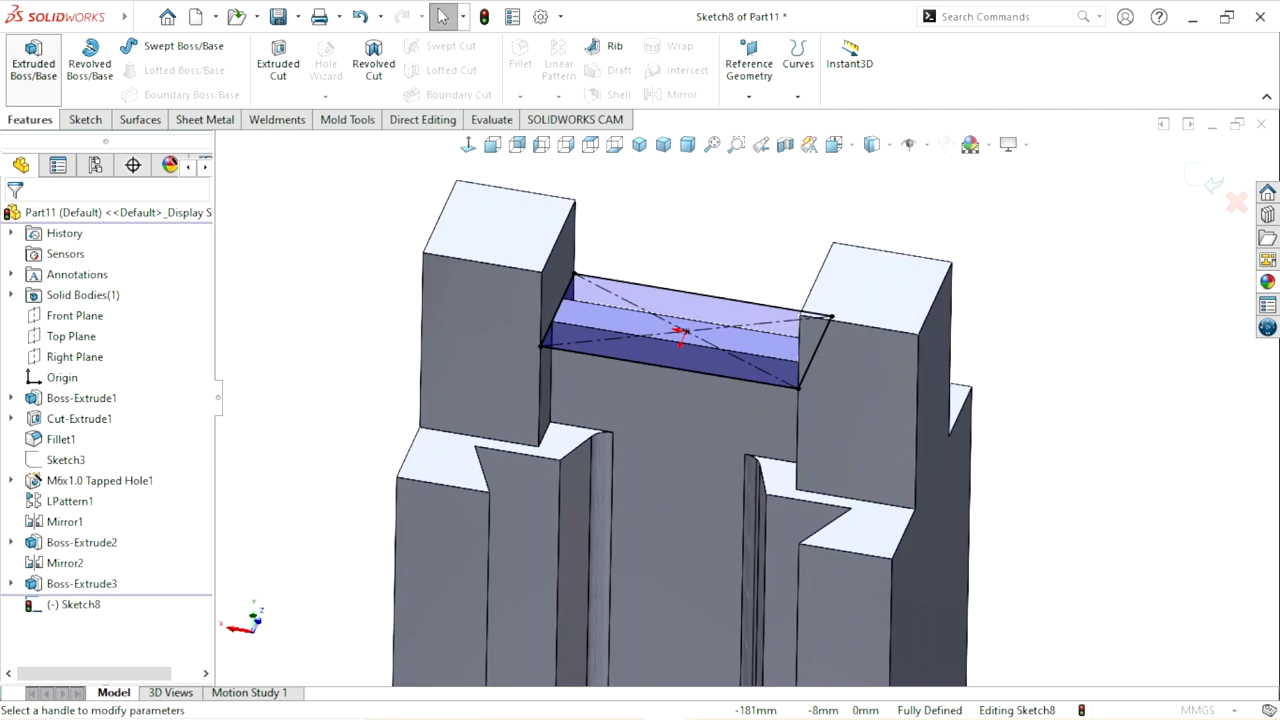 SOLIDWORKS
Sketch8 of Part11 *
Search Commands
Extruded Boss/Base
Revolved Boss/Base
Swept Boss/Base
Lofted Boss/Base
Boundary Boss/Base
Extruded Cut
Hole Wizard
Revolved Cut
Swept Cut
Lofted Cut
Boundary Cut
Fillet
Linear Pattern
Rib
Draft
Shell
Wrap
Intersect
Mirror
Reference Geometry
Curves
Instant3D
Features
Sketch
Surfaces
Sheet Metal
Weldments
Mold Tools
Direct Editing
Evaluate
SOLIDWORKS CAM
Part11 (Default) <<Default>_Display S
History
Sensors
Annotations
Solid Bodies(1)
Front Plane
Top Plane
Right Plane
Origin
Boss-Extrude1
Cut-Extrude1
Fillet1
Sketch3
M6x1.0 Tapped Hole1
LPattern1
Mirror1
Boss-Extrude2
Mirror2
Boss-Extrude3
(-) Sketch8
Y
Z
X
Model
3D Views
Motion Study 1
Select a handle to modify parameters
-181mm
-8mm
0mm
Fully Defined
Editing Sketch8
MMGS